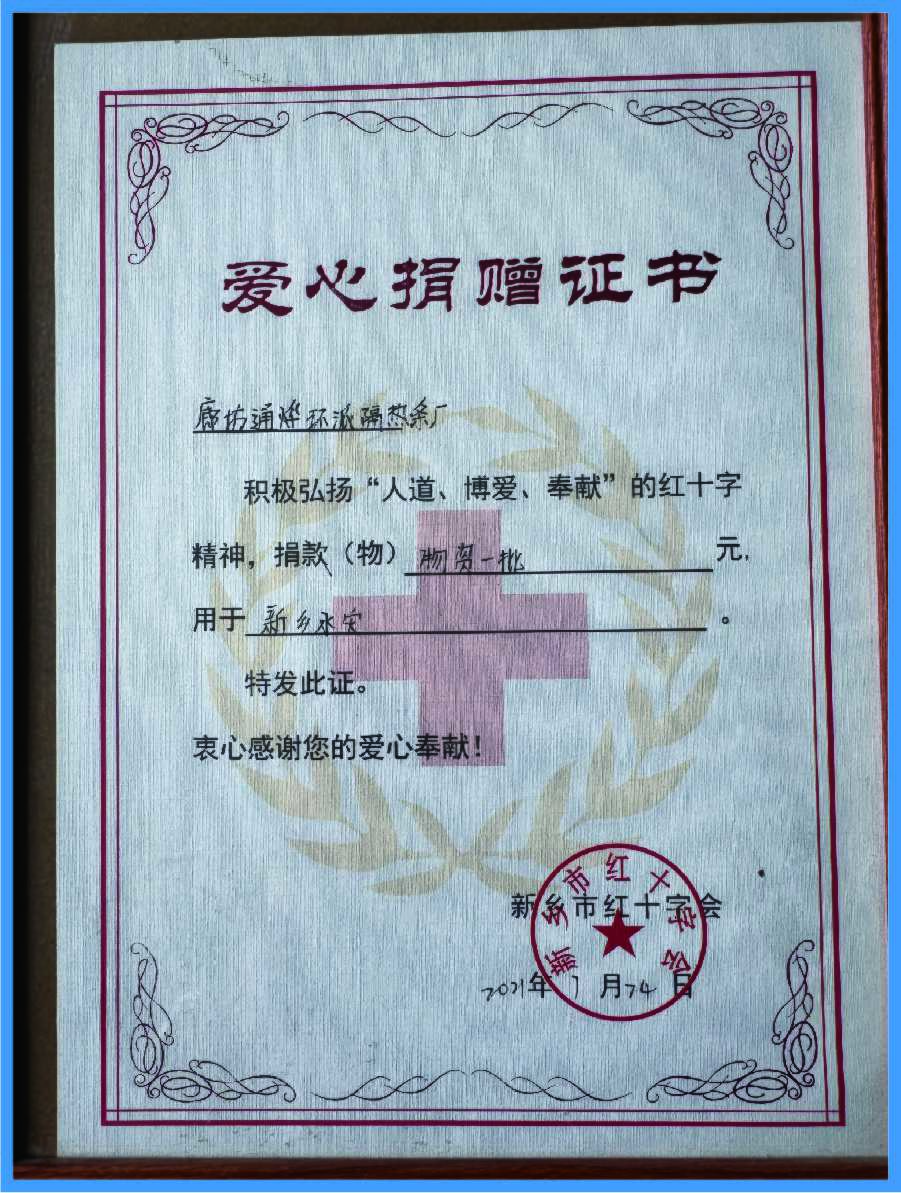 爱心捐赠证书
廊坊通烨环派隔热条厂
积极弘扬“人道、博爱、奉献”的红十字
精神，捐款（物）物资一批元，
用于新乡水灾。
特发此证。
衷心感谢您的爱心奉献！
新乡市红十字会
新乡市红十字会
2021年7月24日